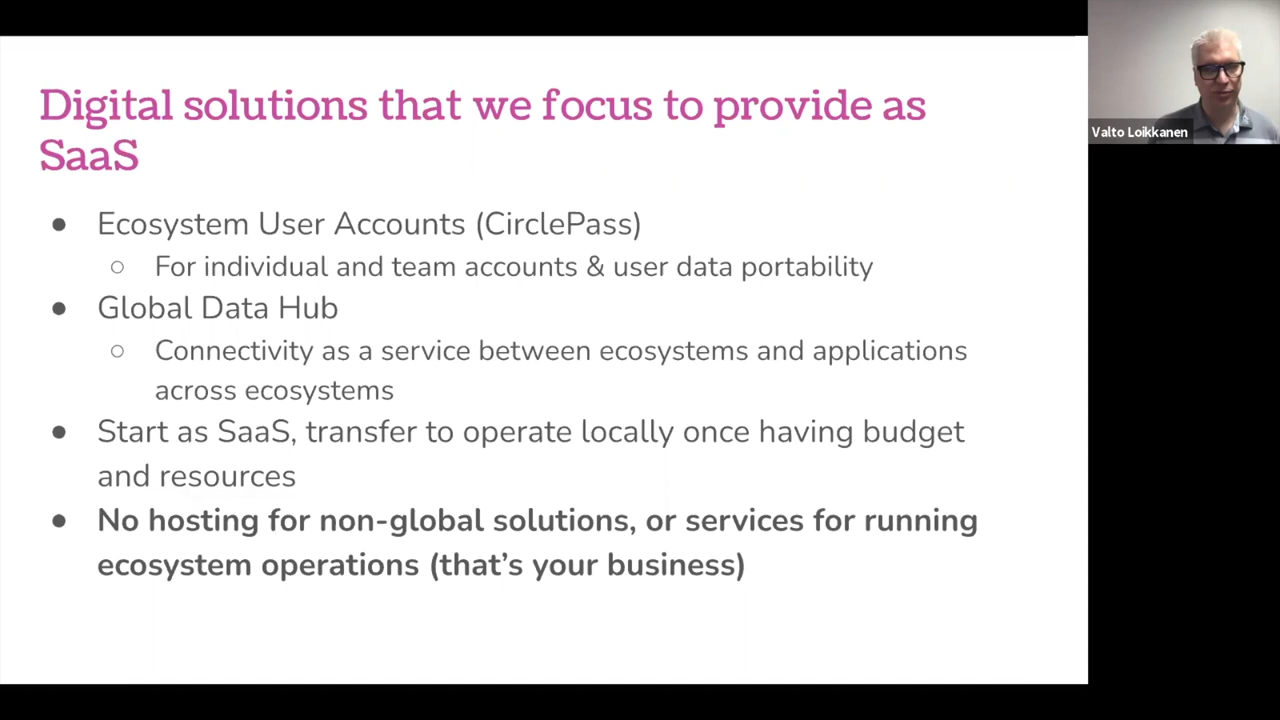 Digital solutions that we focus to provide as
SaaS
● Ecosystem User Accounts (CirclePass)
○ For individual and team accounts & user data portability
● Global Data Hub
○ Connectivity as a service between ecosystems and applications
across ecosystems
● Start as SaaS, transfer to operate locally once having budget
and resources
● No hosting for non-global solutions, or services for running
ecosystem operations (that’s your business)
Valto Loikkanen